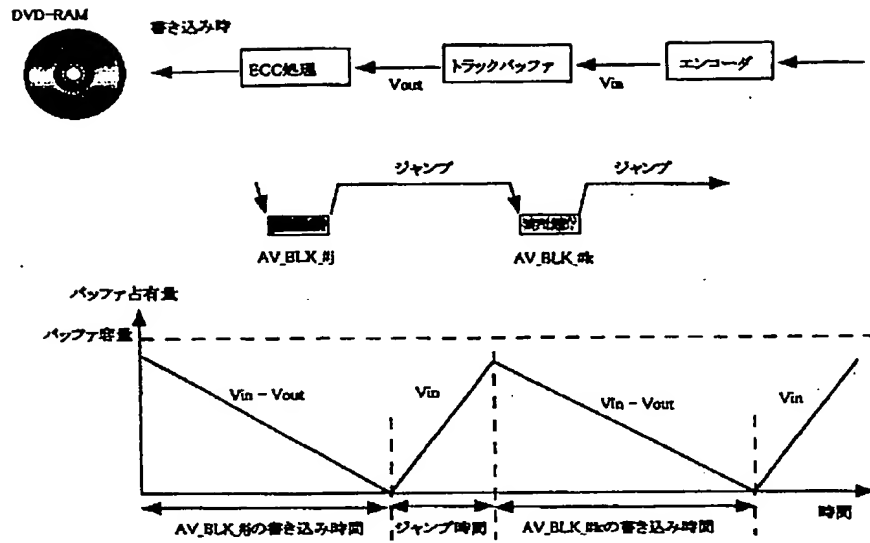 DVD-RAM
書き込み時
ECC処理
Vout
トラックバッファ
Vin
エンコーダ
ジャンプ
ジャンプ
AV_BLK_#j
AV_BLK_#k
バッファ占有量
バッファ容量
Vin - Vout
Vin
Vin - Vout
Vin
AV_BLK_#jの書き込み時間
ジャンプ時間
AV_BLK_#kの書き込み時間
時間